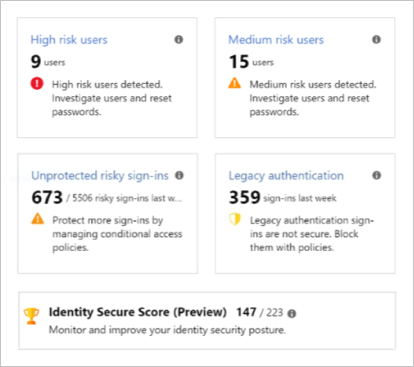 High risk users
9 users
High risk users detected.
Investigate users and reset
passwords.
Medium risk users
15 users
Medium risk users detected.
Investigate users and reset
passwords.
Unprotected risky sign-ins
673 / 5506 risky sign-ins last w...
Protect more sign-ins by
managing conditional access
policies.
Legacy authentication
359 sign-ins last week
Legacy authentication sign-
ins are not secure. Block
them with policies.
Identity Secure Score (Preview) 147 / 223
Monitor and improve your identity security posture.